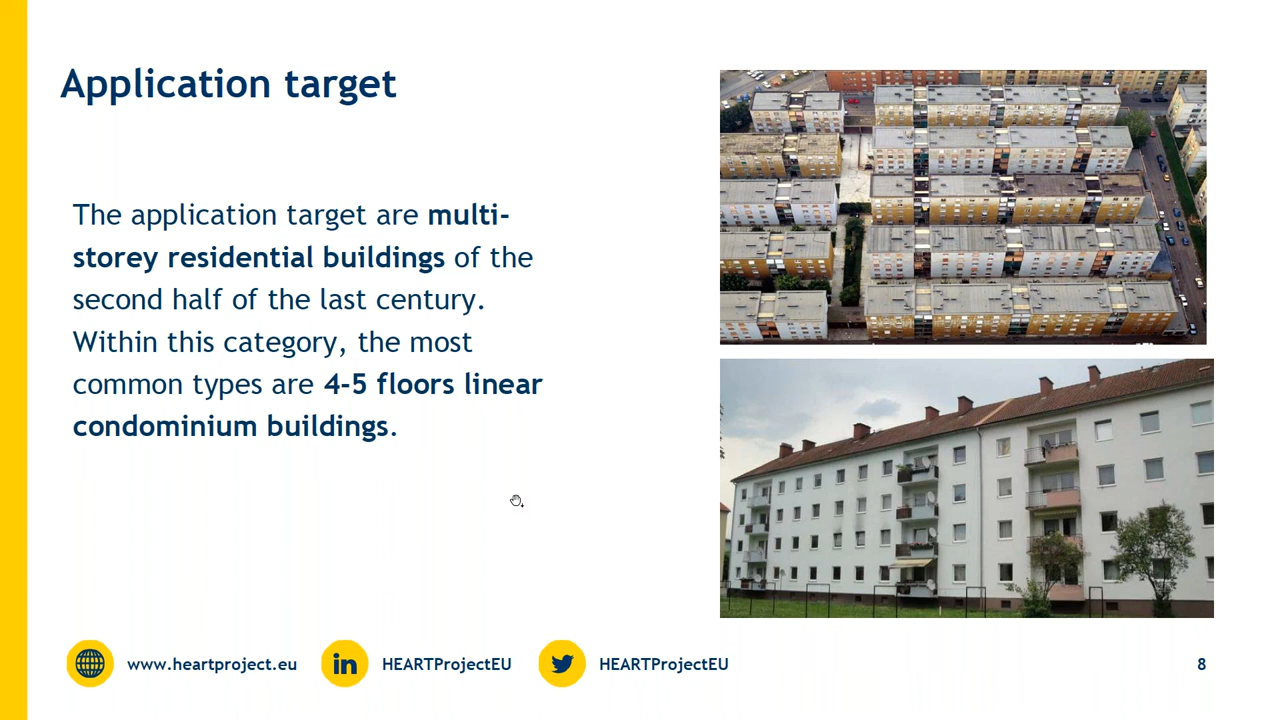 Application target
The application target are multi-
storey residential buildings of the
second half of the last century.
Within this category, the most
common types are 4-5 floors linear
condominium buildings.
www.heartproject.eu
in
HEARTProjectEU
HEARTProjectEU
8